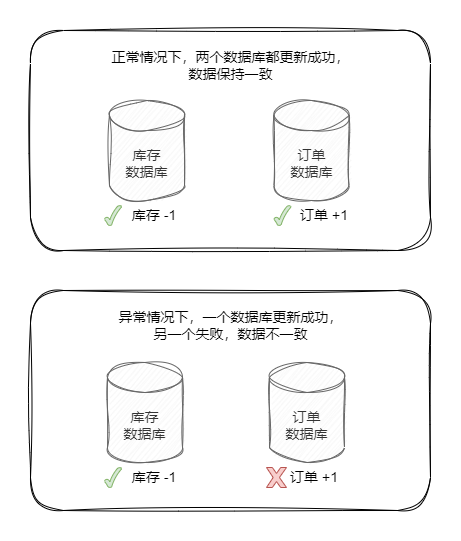 正常情况下，两个数据库都更新成功，
数据保持一致
库存
数据库
订单
数据库
库存 -1
订单 +1
异常情况下，一个数据库更新成功，
另一个失败，数据不一致
库存
数据库
订单
数据库
库存 -1
订单 +1